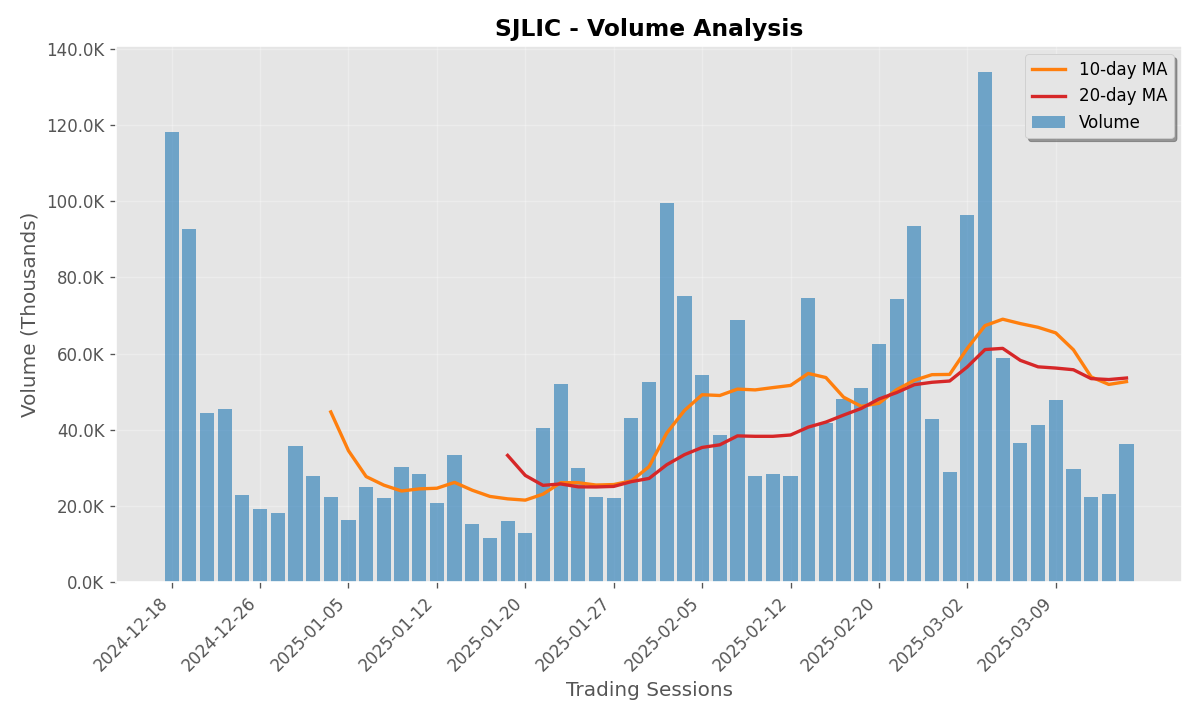 SJLIC - Volume Analysis
140.0K
120.0K
100.0K
80.0K
60.0K
40.0K
20.0K
0.0K
Volume (Thousands)
10-day MA
20-day MA
Volume
2024-12-18
2024-12-26
2025-01-05
2025-01-12
2025-01-20
2025-01-27
2025-02-05
2025-02-12
2025-02-20
2025-03-02
2025-03-09
Trading Sessions